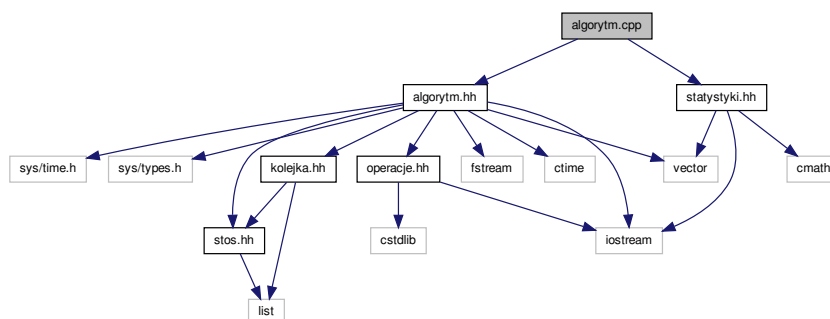 algorytm.cpp
algorytm.hh
statystyki.hh
sys/time.h
sys/types.h
kolejka.hh
operacje.hh
fstream
ctime
vector
cmath
stos.hh
cstdlib
iostream
list